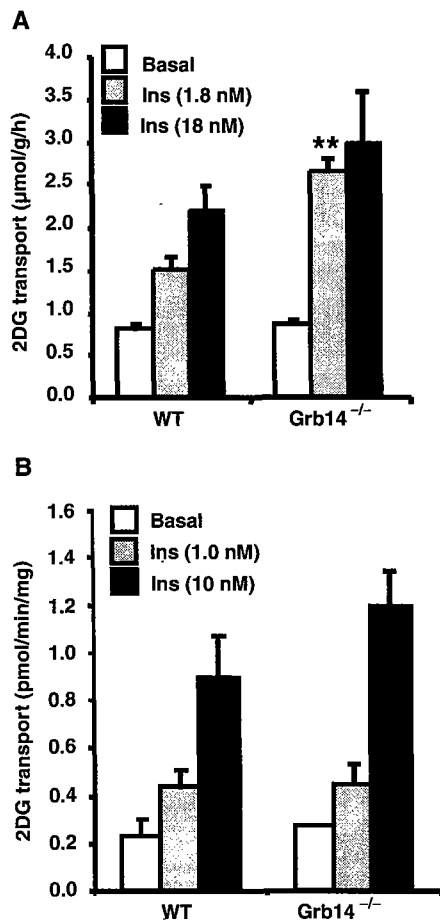 A
2DG transport (µmol/g/h)
4.0
3.5
3.0
2.5
2.0
1.5
1.0
0.5
0.0
Basal
Ins (1.8 nM)
Ins (18 nM)
**
WT
Grb14 −/−
B
2DG transport (pmol/min/mg)
1.6
1.4
1.2
1.0
0.8
0.6
0.4
0.2
0.0
Basal
Ins (1.0 nM)
Ins (10 nM)
WT
Grb14 −/−